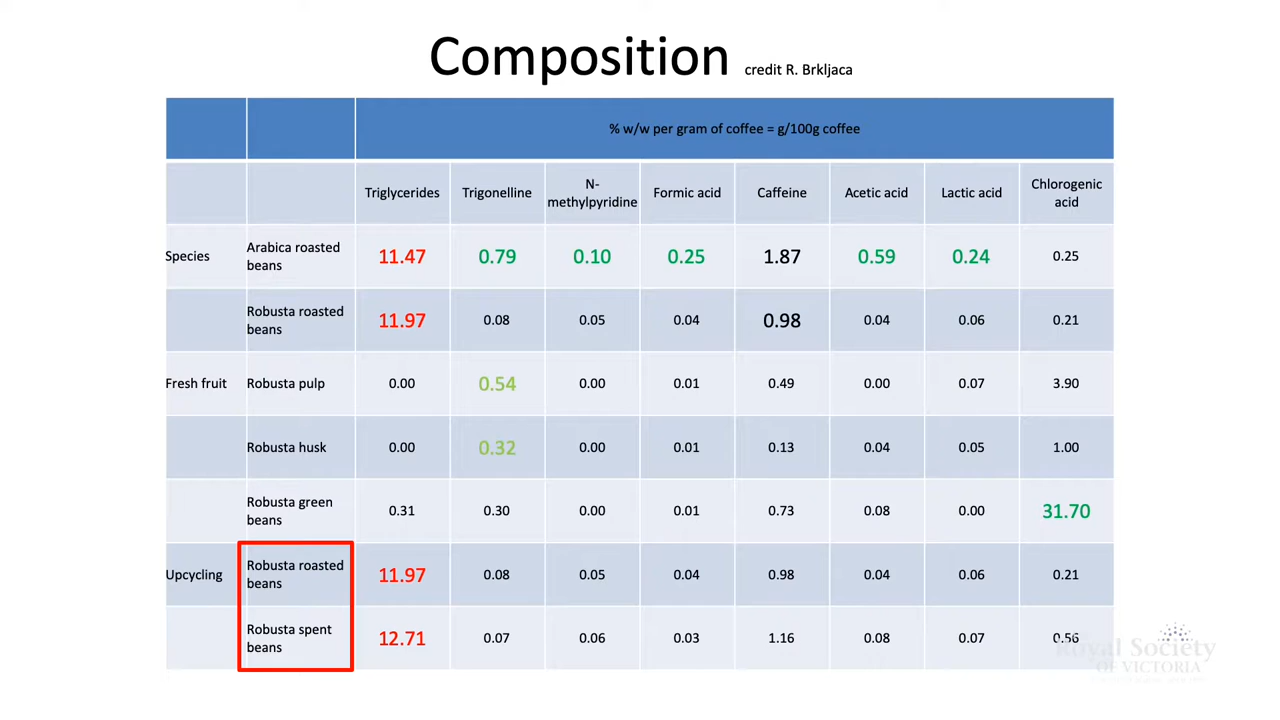 Composition credit R. Brkljaca
% w/w per gram of coffee = g/100g coffee
Triglycerides Trigonelline N-methylpyridine Formic acid Caffeine Acetic acid Lactic acid Chlorogenic acid
Species Arabica roasted beans 11.47 0.79 0.10 0.25 1.87 0.59 0.24 0.25
Robusta roasted beans 11.97 0.08 0.05 0.04 0.98 0.04 0.06 0.21
Fresh fruit Robusta pulp 0.00 0.54 0.00 0.01 0.49 0.00 0.07 3.90
Robusta husk 0.00 0.32 0.00 0.01 0.13 0.04 0.05 1.00
Robusta green beans 0.31 0.30 0.00 0.01 0.73 0.08 0.00 31.70
Upcycling Robusta roasted beans 11.97 0.08 0.05 0.04 0.98 0.04 0.06 0.21
Robusta spent beans 12.71 0.07 0.06 0.03 1.16 0.08 0.07 0.56
Royal Society
OF VICTORIA